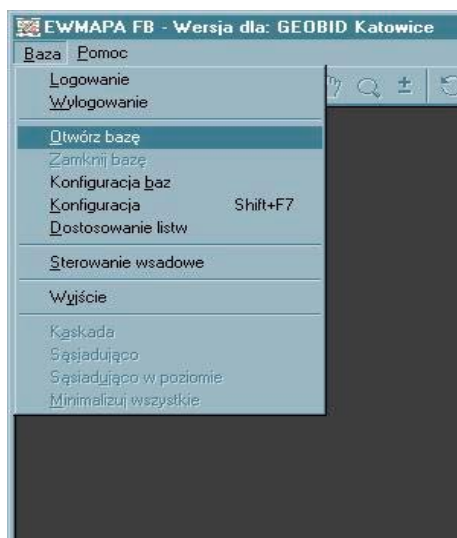 EWMAPA FB - Wersja dla: GEOBID Katowice
Baza Pomoc
Logowanie
Wylogowanie
Otwórz bazę
Zamknij bazę
Konfiguracja baz
Konfiguracja Shift+F7
Dostosowanie listw
Sterowanie wsadowe
Wyjście
Kaskada
Sąsiadująco
Sąsiadująco w poziomie
Minimalizuj wszystkie